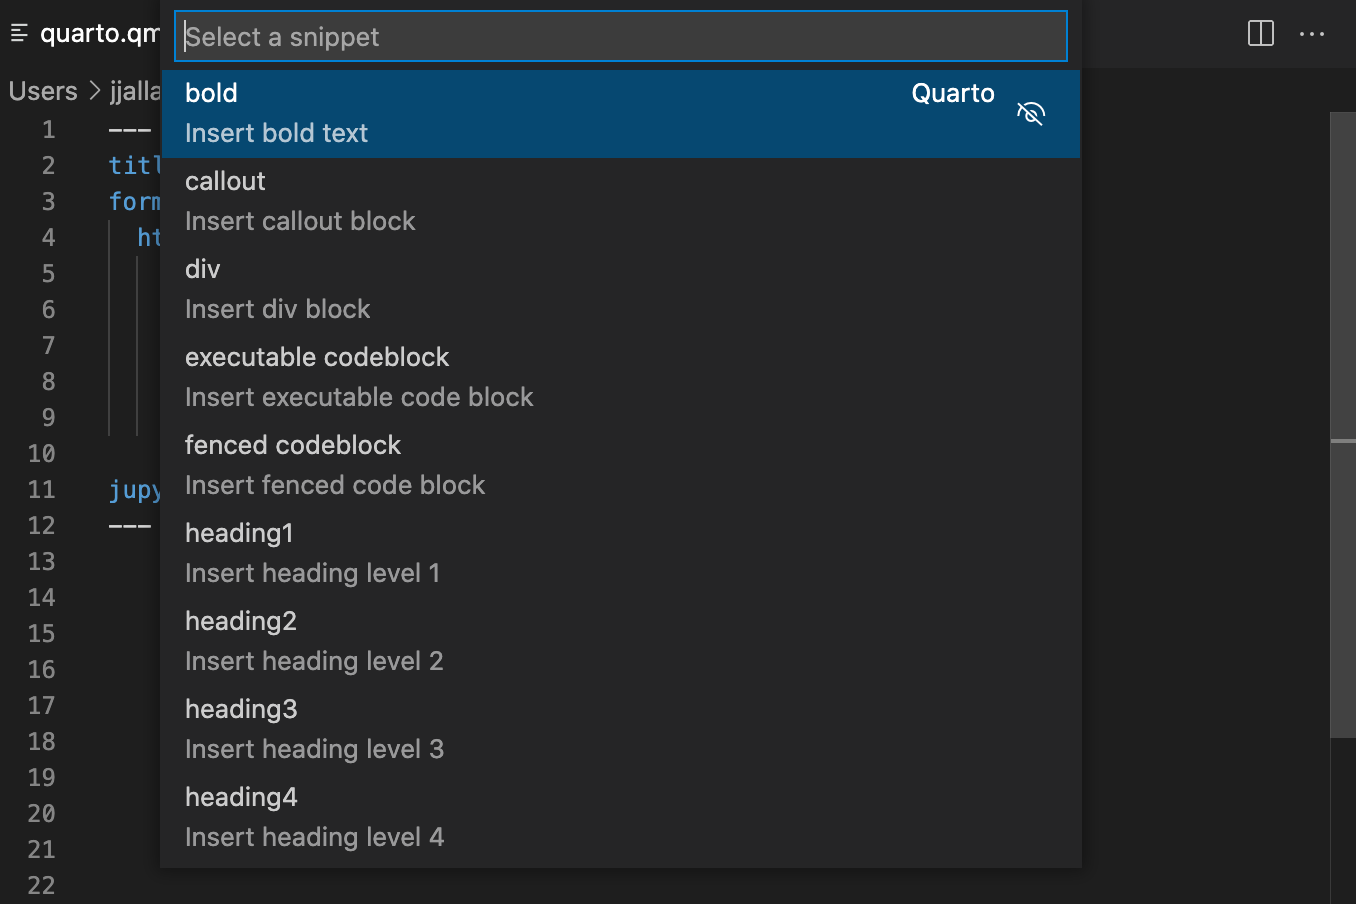 quarto.qm
Select a snippet
Users > jjalla
bold Quarto
Insert bold text
callout
Insert callout block
div
Insert div block
executable codeblock
Insert executable code block
fenced codeblock
Insert fenced code block
heading1
Insert heading level 1
heading2
Insert heading level 2
heading3
Insert heading level 3
heading4
Insert heading level 4
1 ---
2 titl
3 form
4 ht
5
6
7
8
9
10
11 jupy
12 ---
13
14
15
16
17
18
19
20
21
22